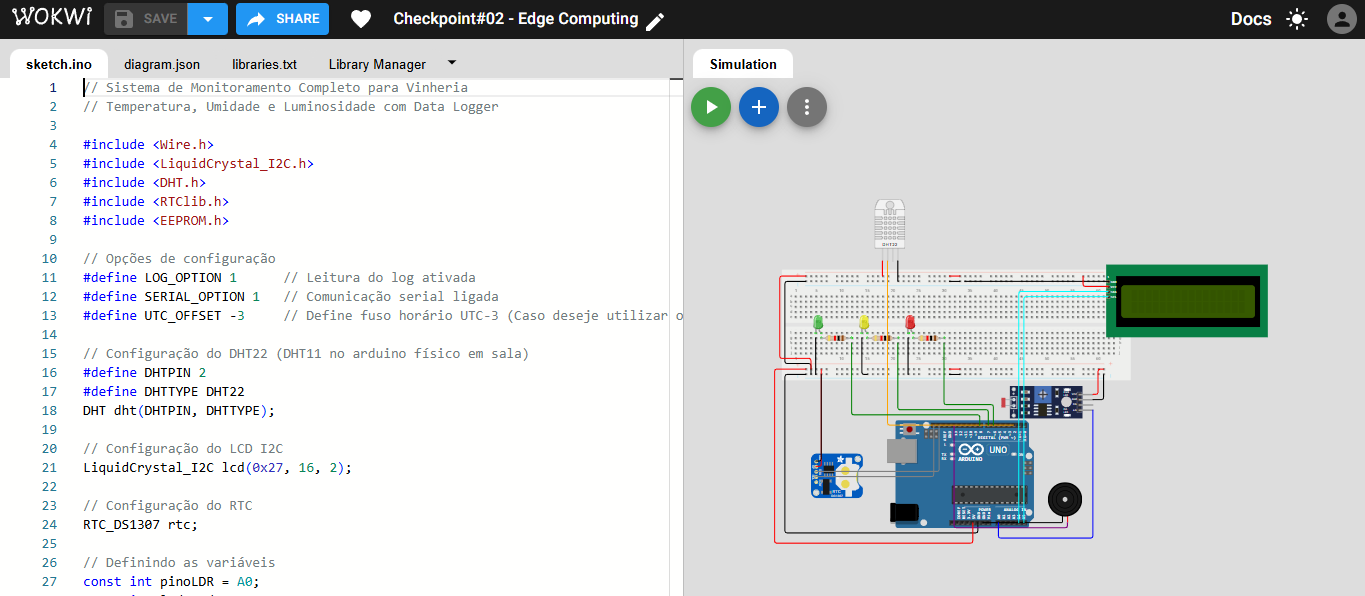 WOKWI SAVE SHARE Checkpoint#02 - Edge Computing Docs
sketch.ino diagram.json libraries.txt Library Manager
Simulation
1 // Sistema de Monitoramento Completo para Vinheria
2 // Temperatura, Umidade e Luminosidade com Data Logger
3
4 #include <Wire.h>
5 #include <LiquidCrystal_I2C.h>
6 #include <DHT.h>
7 #include <RTClib.h>
8 #include <EEPROM.h>
9
10 // Opções de configuração
11 #define LOG_OPTION 1 // Leitura do log ativada
12 #define SERIAL_OPTION 1 // Comunicação serial ligada
13 #define UTC_OFFSET -3 // Define fuso horário UTC-3 (Caso deseje utilizar o
14
15 // Configuração do DHT22 (DHT11 no arduino físico em sala)
16 #define DHTPIN 2
17 #define DHTTYPE DHT22
18 DHT dht(DHTPIN, DHTTYPE);
19
20 // Configuração do LCD I2C
21 LiquidCrystal_I2C lcd(0x27, 16, 2);
22
23 // Configuração do RTC
24 RTC_DS1307 rtc;
25
26 // Definindo as variáveis
27 const int pinoLDR = A0;
DHT22
DIGITAL (PWM ~)
UNO
ARDUINO
RTC
POWER